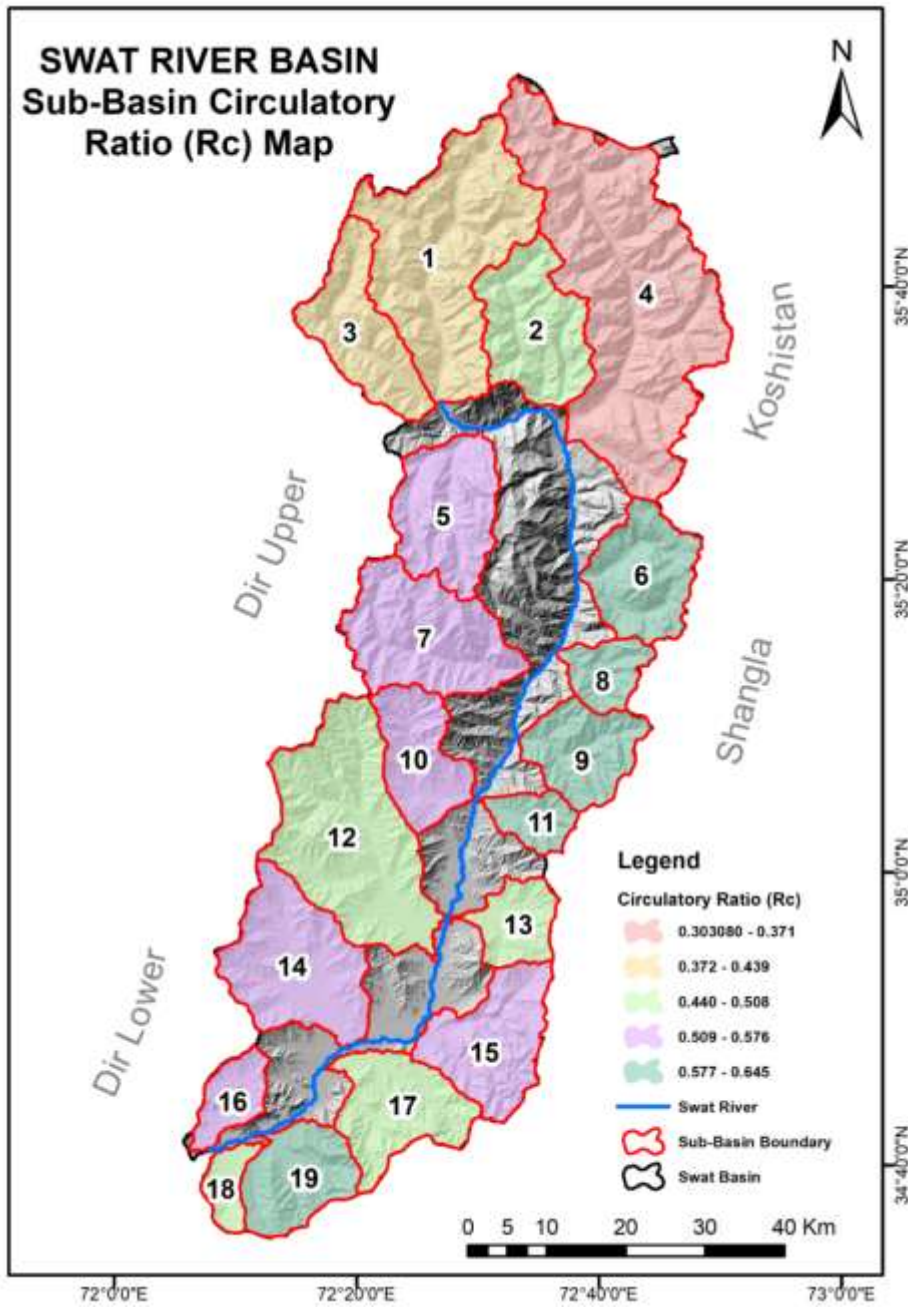 SWAT RIVER BASIN
Sub-Basin Circulatory
Ratio (Rc) Map
N
1
2
3
4
5
6
7
8
9
10
11
12
13
14
15
16
17
18
19
Koshistan
Dir Upper
Shangla
Dir Lower
35°40'0"N
35°20'0"N
35°0'0"N
34°40'0"N
Legend
Circulatory Ratio (Rc)
0.303080 - 0.371
0.372 - 0.439
0.440 - 0.508
0.509 - 0.576
0.577 - 0.645
Swat River
Sub-Basin Boundary
Swat Basin
0 5 10 20 30 40 Km
72°0'0"E 72°20'0"E 72°40'0"E 73°0'0"E